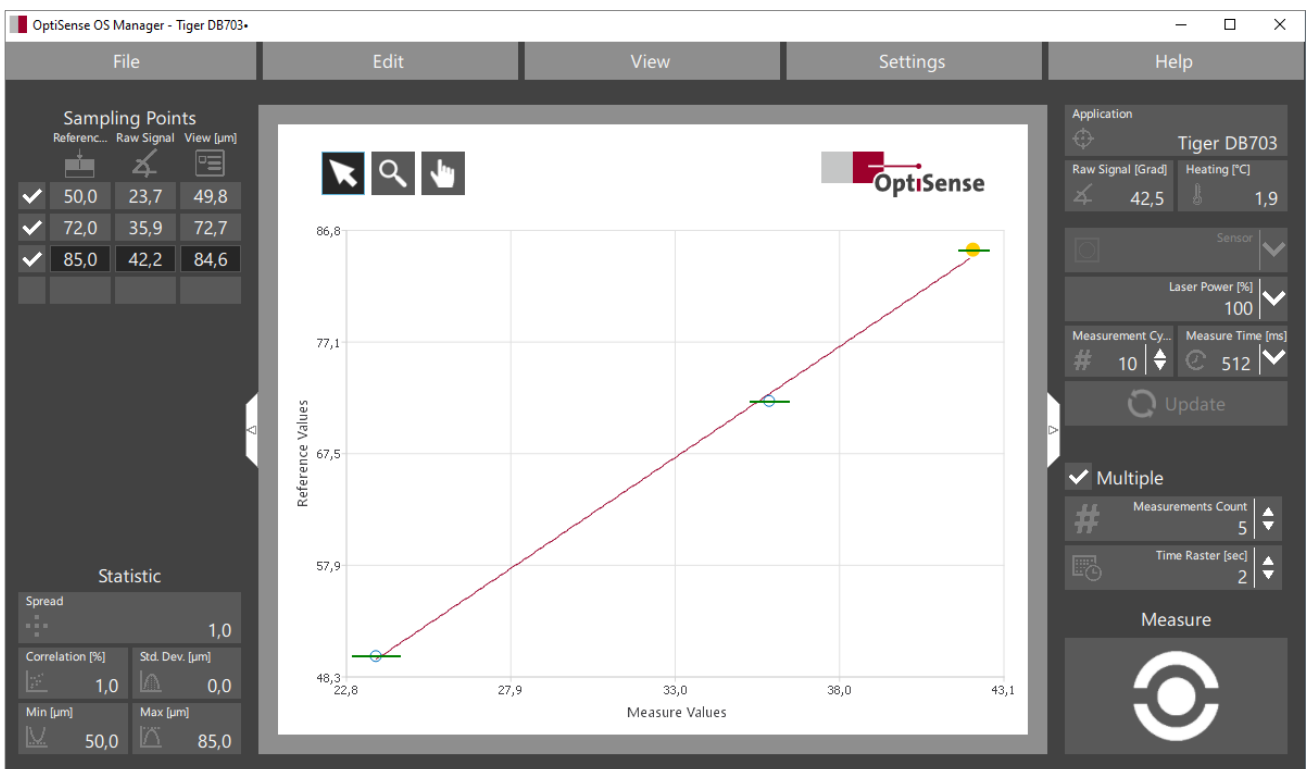 OptiSense OS Manager - Tiger DB703•
File Edit View Settings Help
Sampling Points
Referenc... Raw Signal View [µm]
50,0 23,7 49,8
72,0 35,9 72,7
85,0 42,2 84,6
Statistic
Spread
1,0
Correlation [%] Std. Dev. [µm]
1,0 0,0
Min [µm] Max [µm]
50,0 85,0
OptiSense
86,8
77,1
67,5
57,9
48,3
Reference Values
22,8 27,9 33,0 38,0 43,1
Measure Values
Application
Tiger DB703
Raw Signal [Grad] Heating [°C]
42,5 1,9
Sensor
Laser Power [%]
100
Measurement Cy... Measure Time [ms]
# 10 512
Update
Multiple
Measurements Count
# 5
Time Raster [sec]
2
Measure